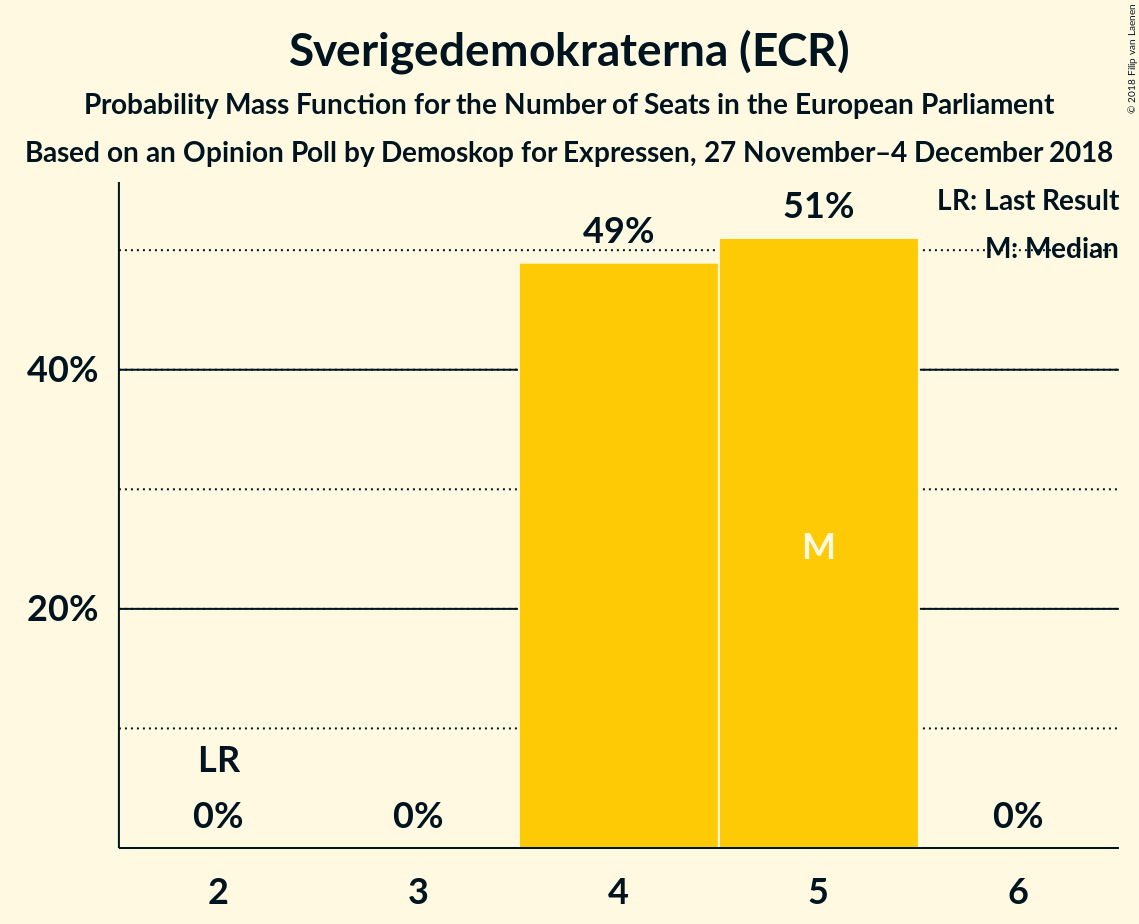 Sverigedemokraterna (ECR)
Probability Mass Function for the Number of Seats in the European Parliament
Based on an Opinion Poll by Demoskop for Expressen, 27 November–4 December 2018
© 2018 Filip van Laenen
LR: Last Result
M: Median
51%
49%
40%
M
20%
LR
0%
0%
0%
2
3
4
5
6